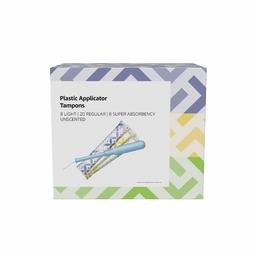 Plastic Applicator
Tampons
8 LIGHT | 20 REGULAR | 8 SUPER ABSORBENCY
UNSCENTED